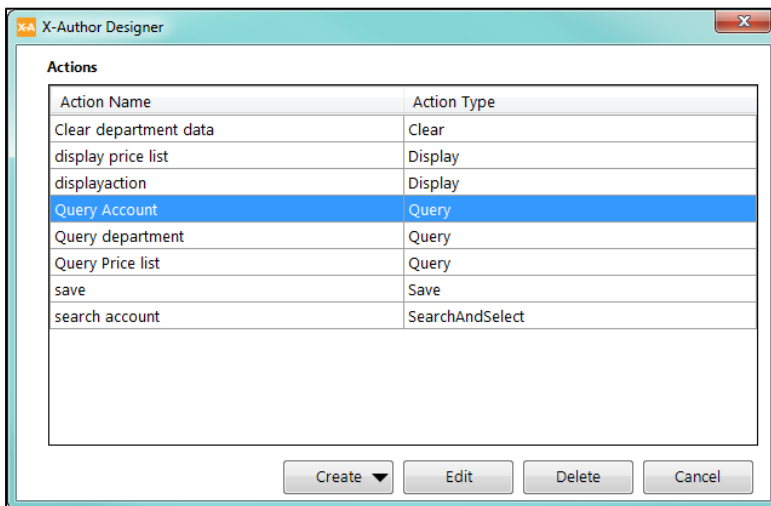 X-A X-Author Designer x
Actions
Action Name Action Type
Clear department data Clear
display price list Display
displayaction Display
Query Account Query
Query department Query
Query Price list Query
save Save
search account SearchAndSelect
Create Edit Delete Cancel